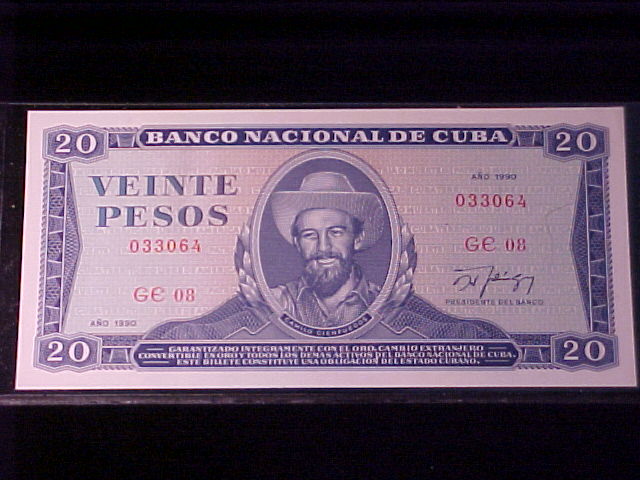 20 BANCO NACIONAL DE CUBA 20
VEINTE
PESOS
AÑO 1990
033064
033064
GE 08
GE 08
PRESIDENTE DEL BANCO
AÑO 1990
CAMILO CIENFUEGOS
20 20
GARANTIZADO INTEGRAMENTE CON EL ORO, CAMBIO EXTRANJERO
CONVERTIBLE EN ORO Y TODOS LOS DEMAS ACTIVOS DEL BANCO NACIONAL DE CUBA.
ESTE BILLETE CONSTITUYE UNA OBLIGACION DEL ESTADO CUBANO.